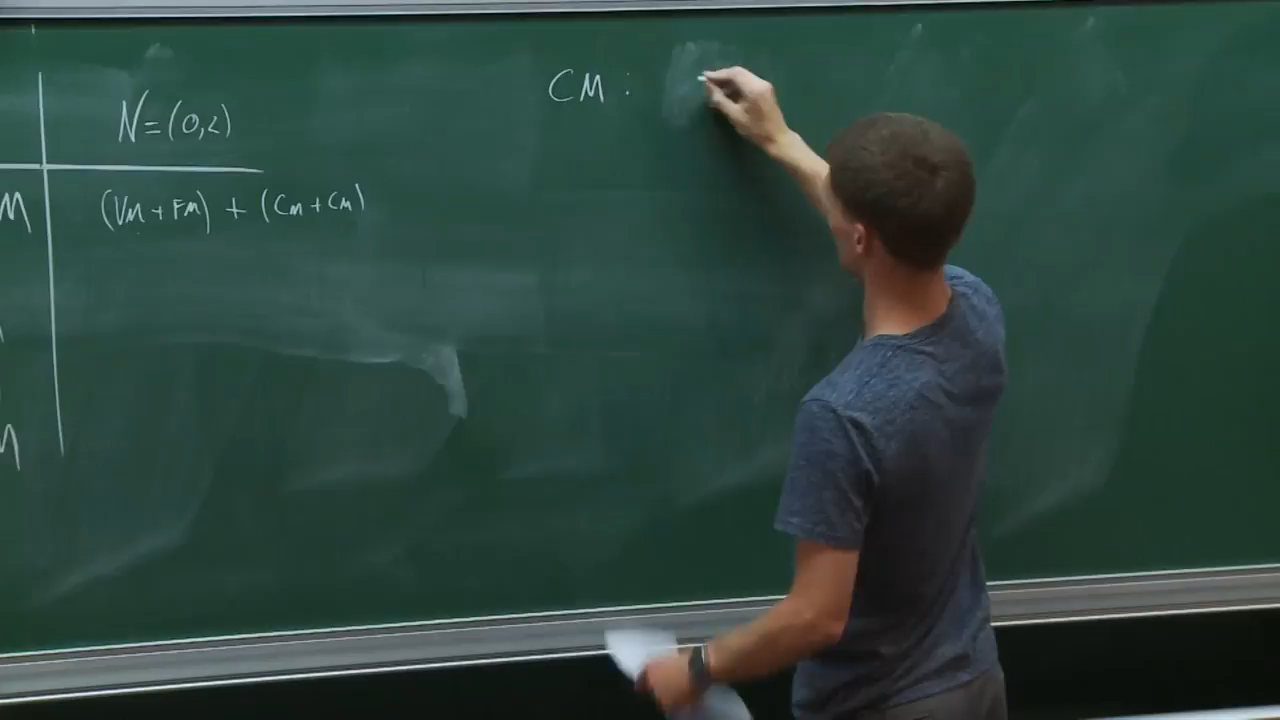 N=(0,2)
M (VM + FM) + (CM + CM)
CM :